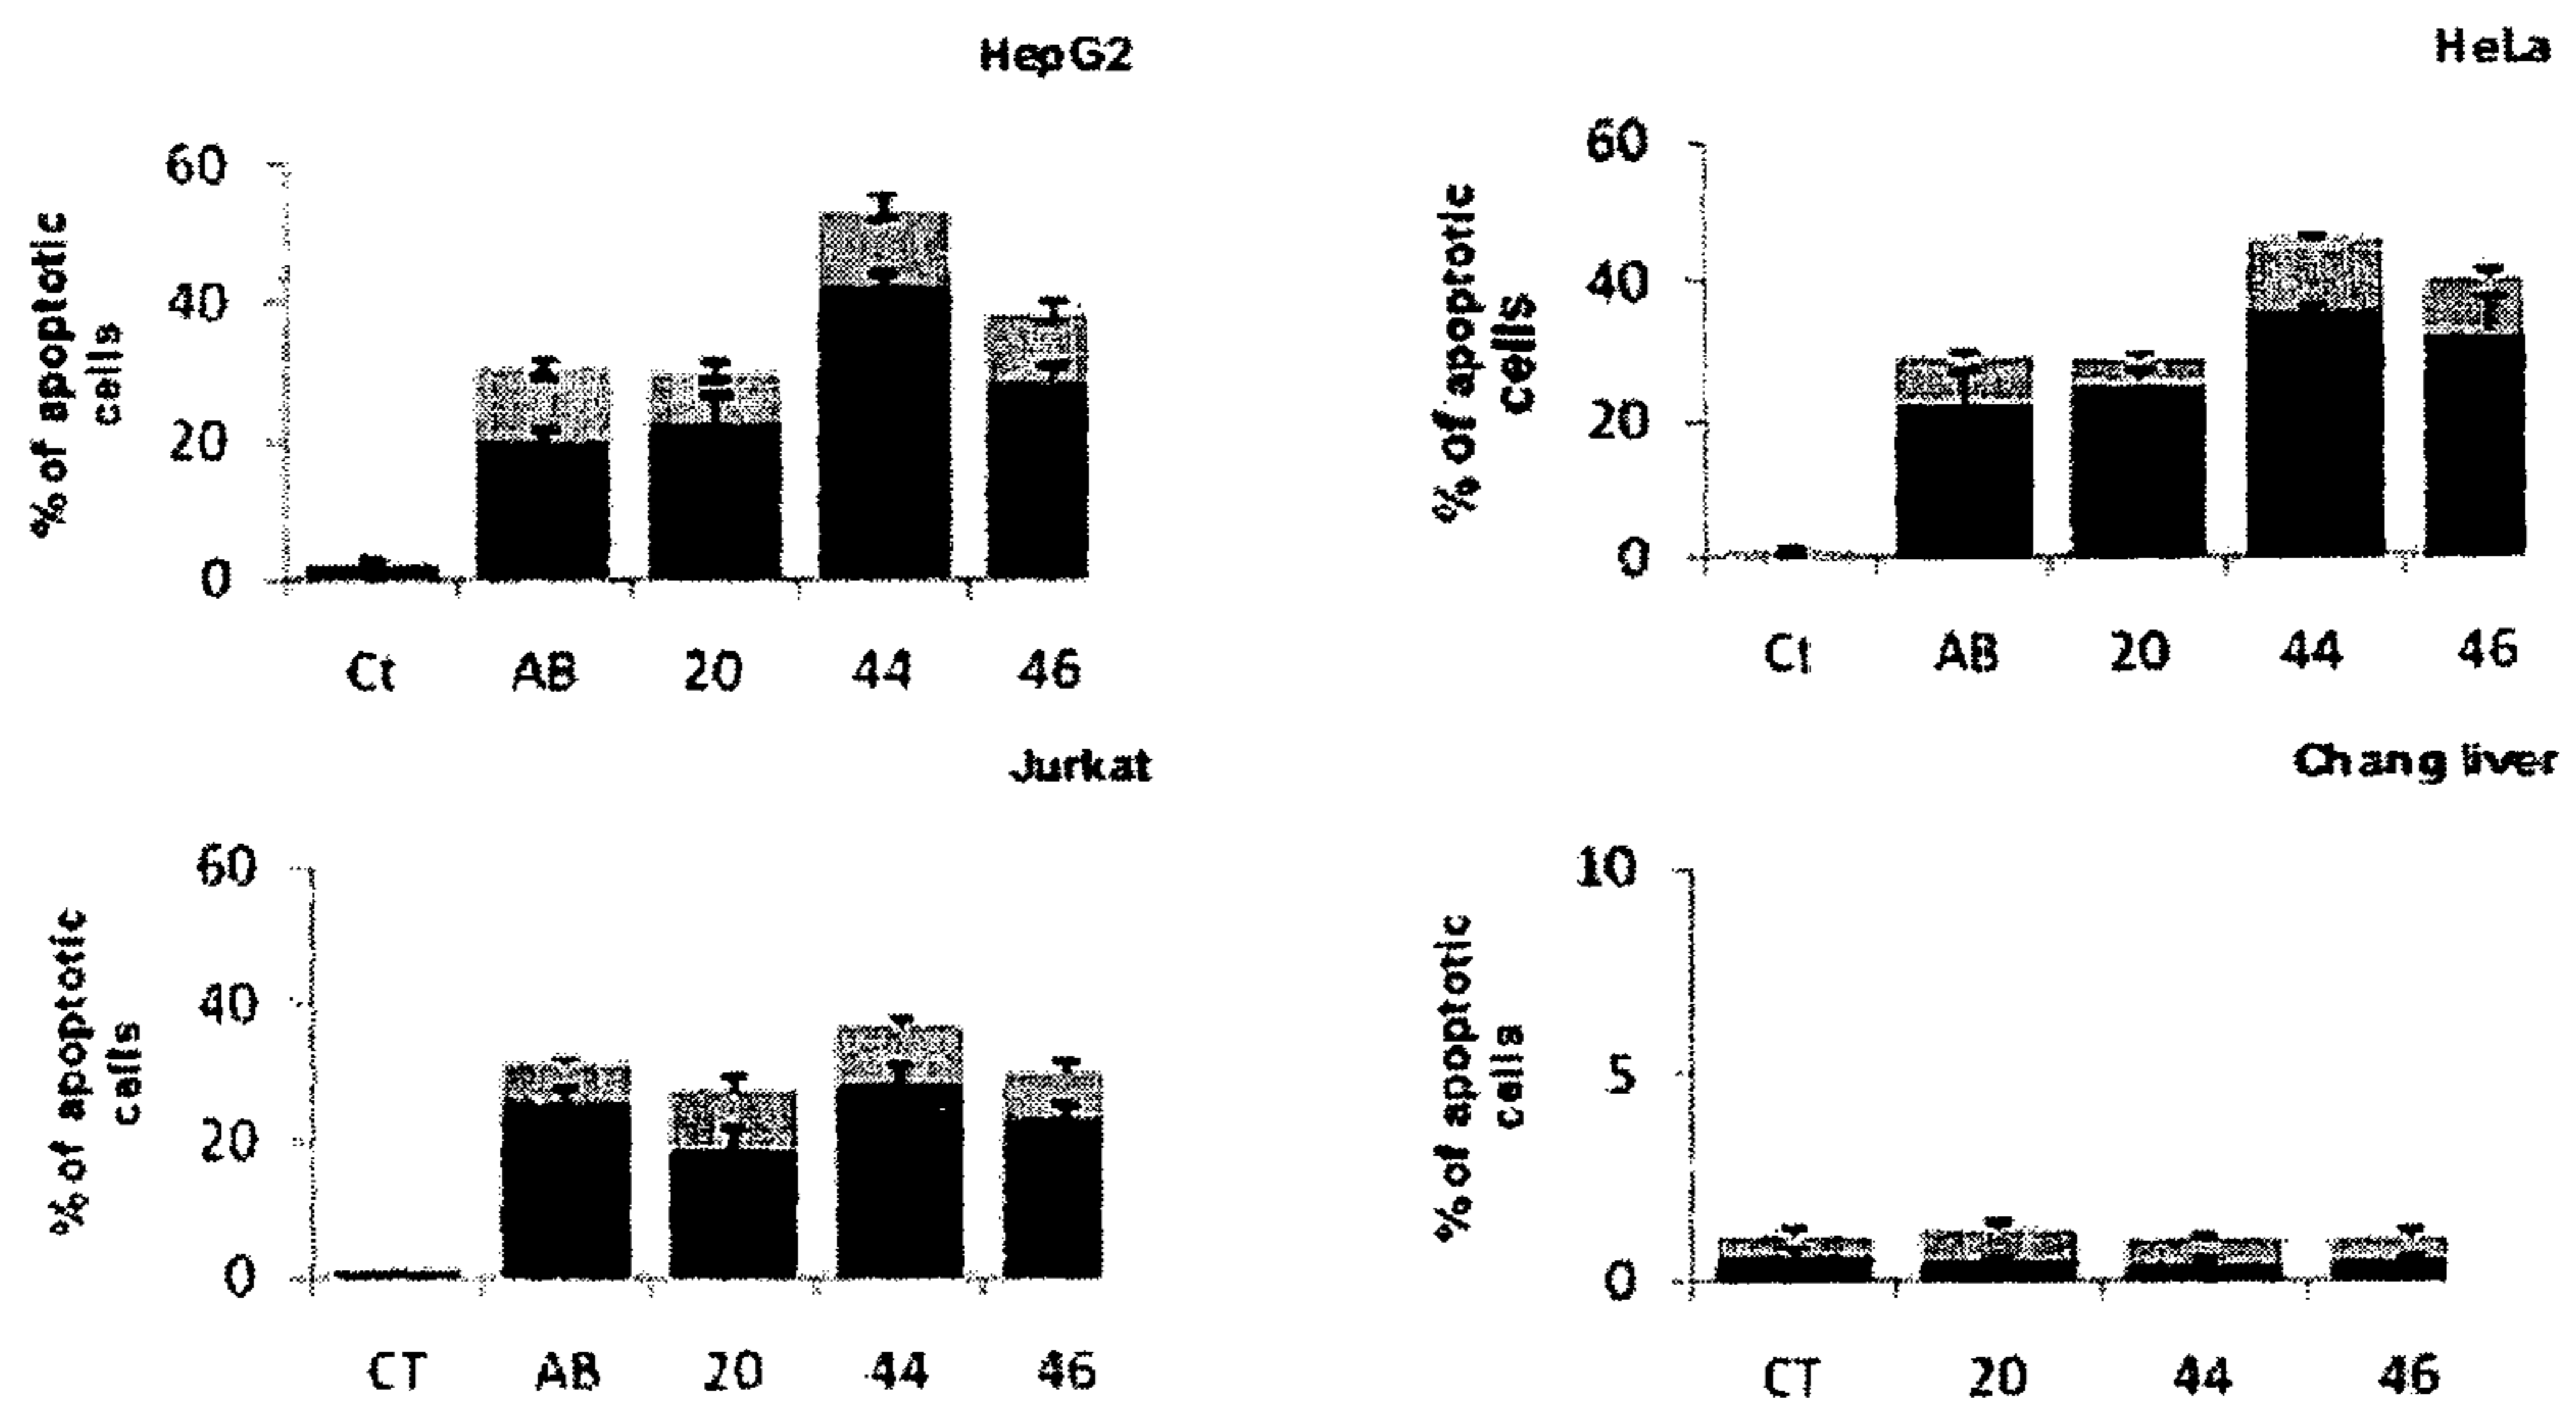 HepG2
60
40
20
0
% of apoptotic
cells
Ct AB 20 44 46
HeLa
60
40
20
0
% of apoptotic
cells
Ct AB 20 44 46
Jurkat
60
40
20
0
% of apoptotic
cells
CT AB 20 44 46
Chang liver
10
5
0
% of apoptotic
cells
CT 20 44 46